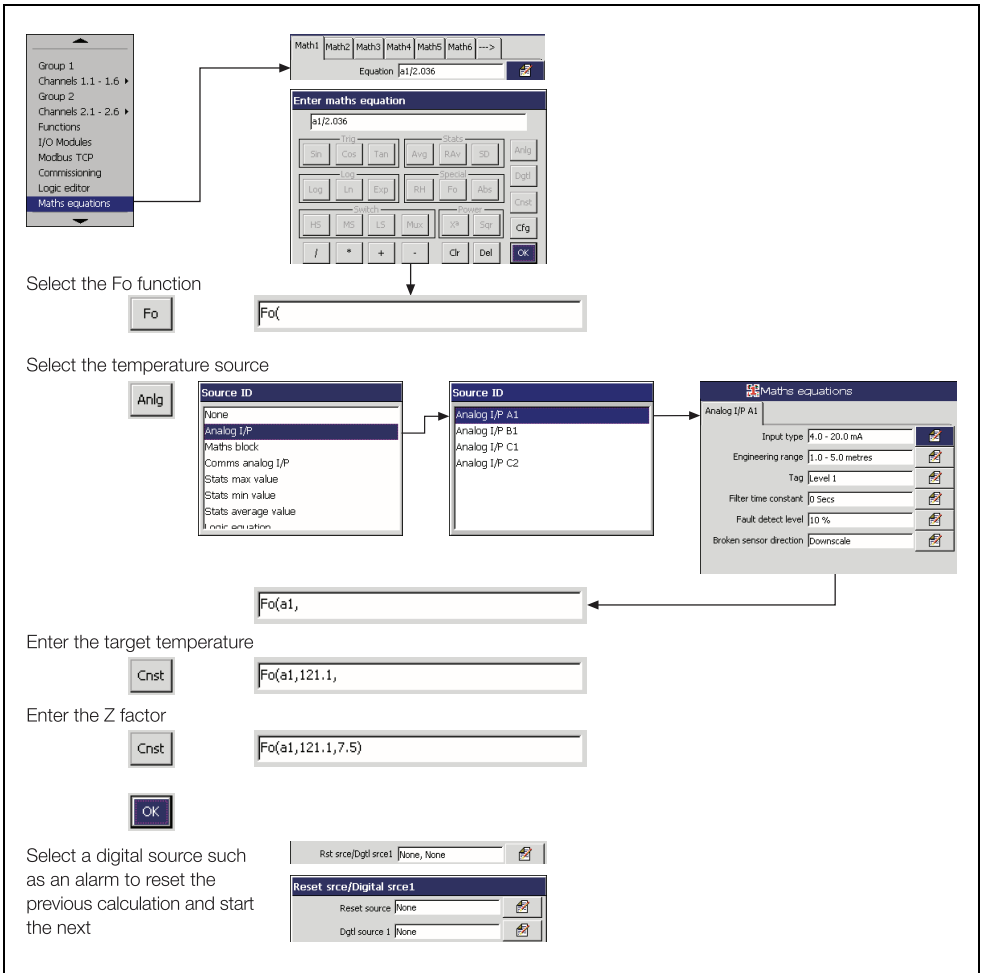 Group 1
Channels 1.1 - 1.6
Group 2
Channels 2.1 - 2.6
Functions
I/O Modules
Modbus TCP
Commissioning
Logic editor
Maths equations
Math1 Math2 Math3 Math4 Math5 Math6 --->
Equation a1/2.036
Enter maths equation
a1/2.036
Trig Stats
Sin Cos Tan Avg RAv SD Anlg
Log Special
Log Ln Exp RH Fo Abs Dgtl
Switch Power
HS MS LS Mux Xª Sqr Cnst
Cfg
/ * + - Clr Del OK
Select the Fo function
Fo Fo(
Select the temperature source
Anlg
Source ID
None
Analog I/P
Maths block
Comms analog I/P
Stats max value
Stats min value
Stats average value
Logic equation
Source ID
Analog I/P A1
Analog I/P B1
Analog I/P C1
Analog I/P C2
Maths equations
Analog I/P A1
Input type 4.0 - 20.0 mA
Engineering range 1.0 - 5.0 metres
Tag Level 1
Filter time constant 0 Secs
Fault detect level 10 %
Broken sensor direction Downscale
Fo(a1,
Enter the target temperature
Cnst Fo(a1,121.1,
Enter the Z factor
Cnst Fo(a1,121.1,7.5)
OK
Select a digital source such
as an alarm to reset the
previous calculation and start
the next
Rst srce/Dgtl srce1 None, None
Reset srce/Digital srce1
Reset source None
Dgtl source 1 None